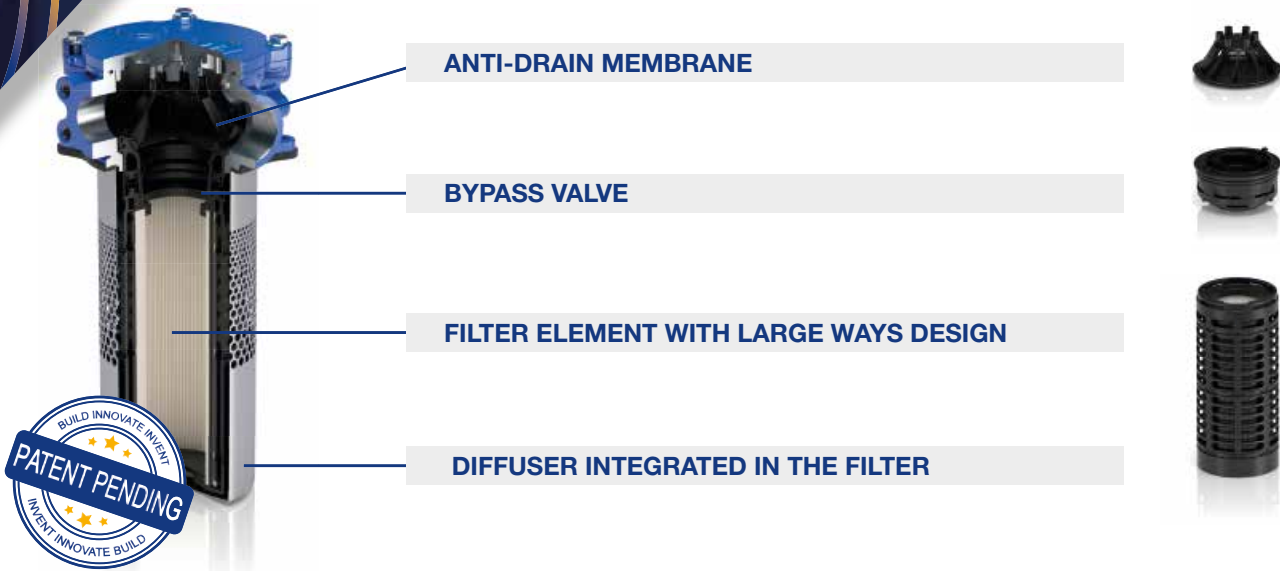 ANTI-DRAIN MEMBRANE
BYPASS VALVE
FILTER ELEMENT WITH LARGE WAYS DESIGN
DIFFUSER INTEGRATED IN THE FILTER
BUILD INNOVATE INVENT
PATENT PENDING
INVENT INNOVATE BUILD